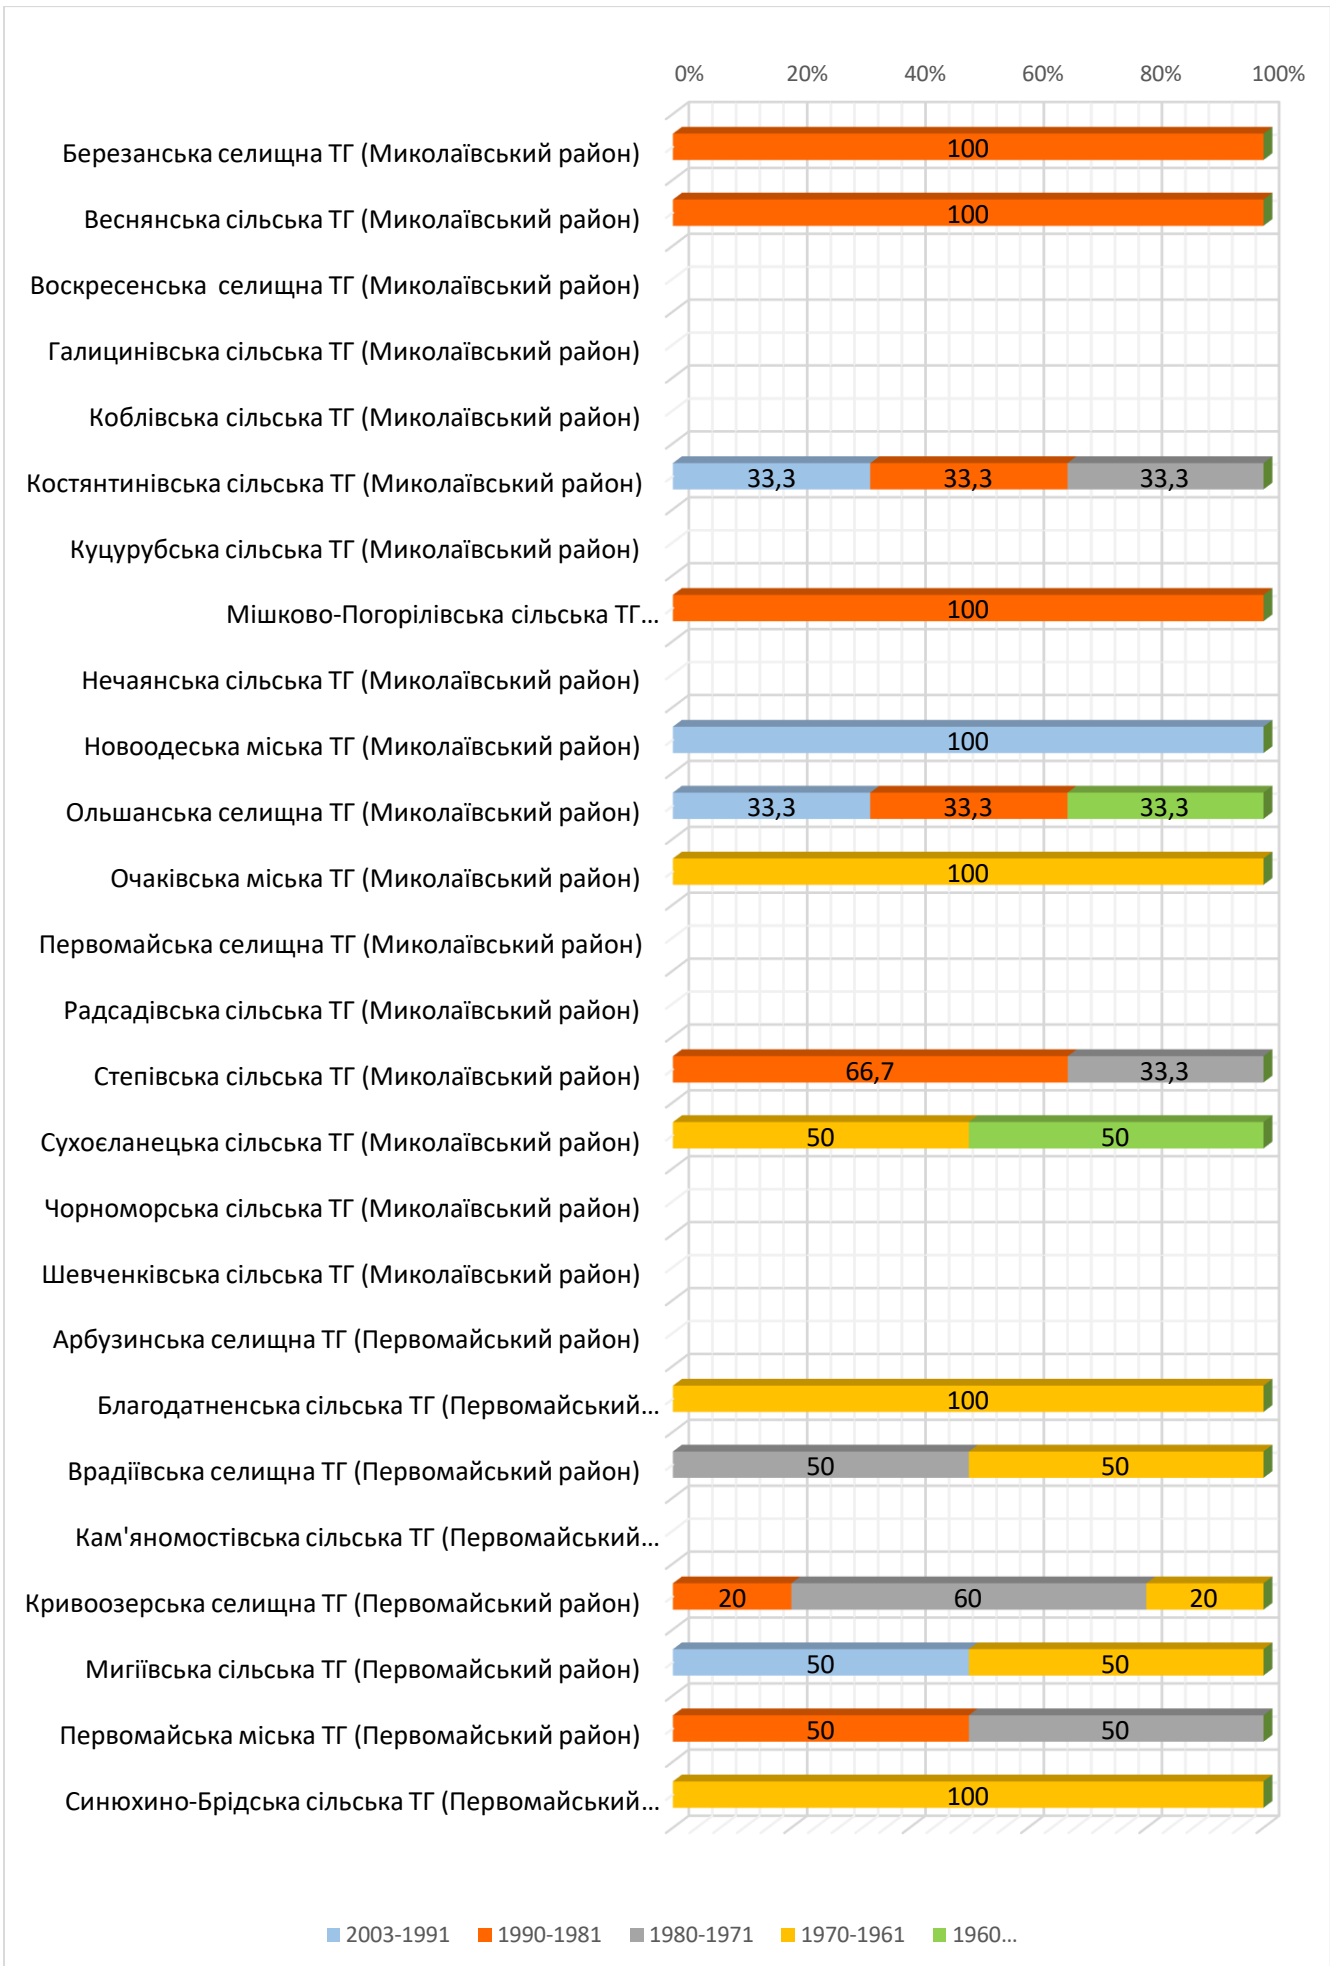 0% 20% 40% 60% 80% 100%
Березанська селищна ТГ (Миколаївський район) 100
Веснянська сільська ТГ (Миколаївський район) 100
Воскресенська селищна ТГ (Миколаївський район)
Галицинівська сільська ТГ (Миколаївський район)
Коблівська сільська ТГ (Миколаївський район)
Костянтинівська сільська ТГ (Миколаївський район) 33,3 33,3 33,3
Куцурубська сільська ТГ (Миколаївський район)
Мішково-Погорілівська сільська ТГ... 100
Нечаянська сільська ТГ (Миколаївський район)
Новоодеська міська ТГ (Миколаївський район) 100
Ольшанська селищна ТГ (Миколаївський район) 33,3 33,3 33,3
Очаківська міська ТГ (Миколаївський район) 100
Первомайська селищна ТГ (Миколаївський район)
Радсадівська сільська ТГ (Миколаївський район)
Степівська сільська ТГ (Миколаївський район) 66,7 33,3
Сухоєланецька сільська ТГ (Миколаївський район) 50 50
Чорноморська сільська ТГ (Миколаївський район)
Шевченківська сільська ТГ (Миколаївський район)
Арбузинська селищна ТГ (Первомайський район)
Благодатненська сільська ТГ (Первомайський... 100
Врадіївська селищна ТГ (Первомайський район) 50 50
Кам'яномостівська сільська ТГ (Первомайський...
Кривоозерська селищна ТГ (Первомайський район) 20 60 20
Мигіївська сільська ТГ (Первомайський район) 50 50
Первомайська міська ТГ (Первомайський район) 50 50
Синюхино-Брідська сільська ТГ (Первомайський... 100
2003-1991 1990-1981 1980-1971 1970-1961 1960...